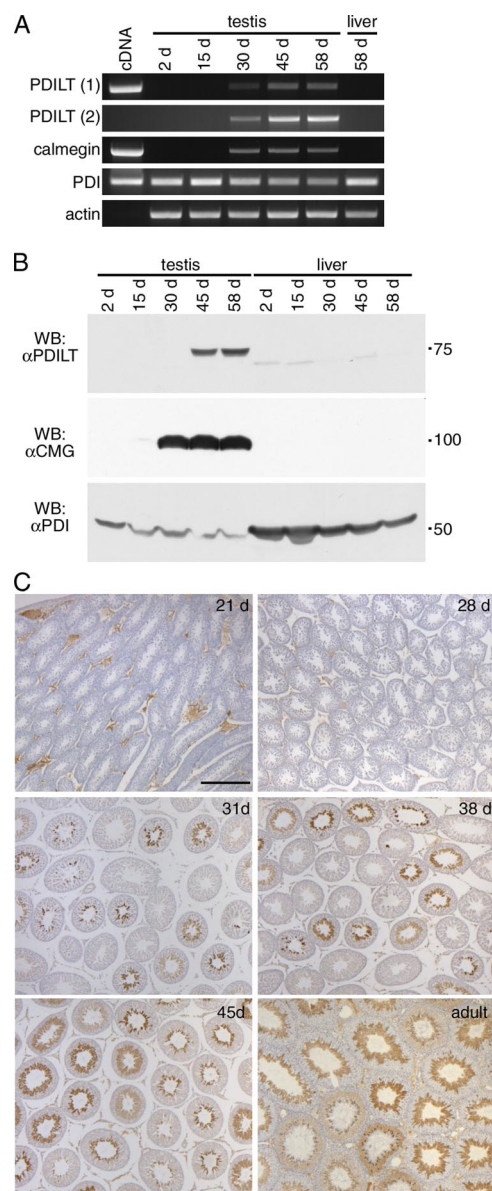 A
testis liver
cDNA 2 d 15 d 30 d 45 d 58 d 58 d
PDILT (1)
PDILT (2)
calmegin
PDI
actin
B
testis liver
2 d 15 d 30 d 45 d 58 d 2 d 15 d 30 d 45 d 58 d
WB:
αPDILT
75
WB:
αCMG
100
WB:
αPDI
50
C
21 d 28 d
31d 38 d
45d adult